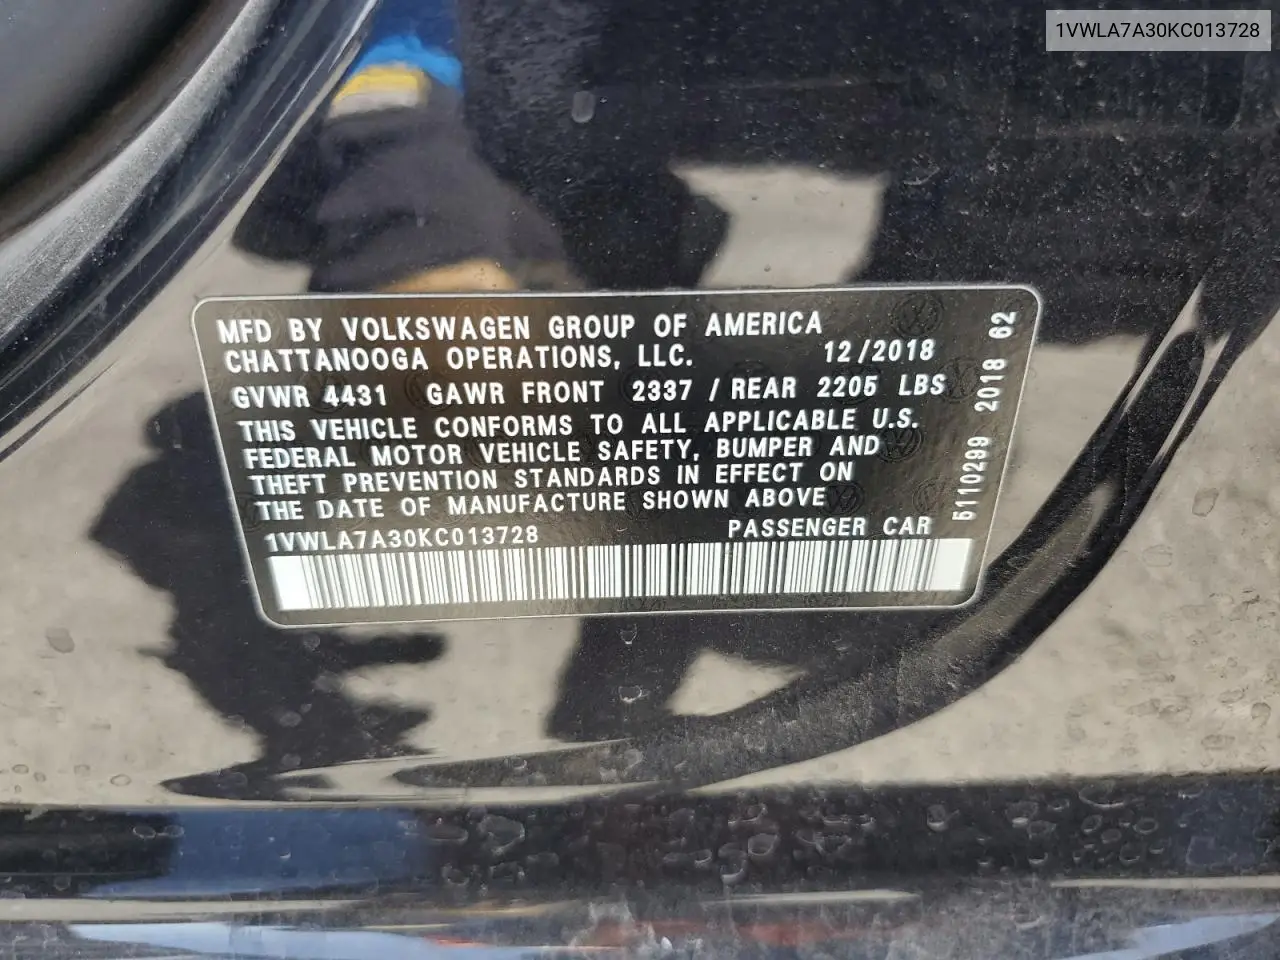 1VWLA7A30KC013728
MFD BY VOLKSWAGEN GROUP OF AMERICA
CHATTANOOGA OPERATIONS, LLC. 12/2018
GVWR 4431 GAWR FRONT 2337 / REAR 2205 LBS
THIS VEHICLE CONFORMS TO ALL APPLICABLE U.S.
FEDERAL MOTOR VEHICLE SAFETY, BUMPER AND
THEFT PREVENTION STANDARDS IN EFFECT ON
THE DATE OF MANUFACTURE SHOWN ABOVE
1VWLA7A30KC013728 PASSENGER CAR
5110299 2018 62